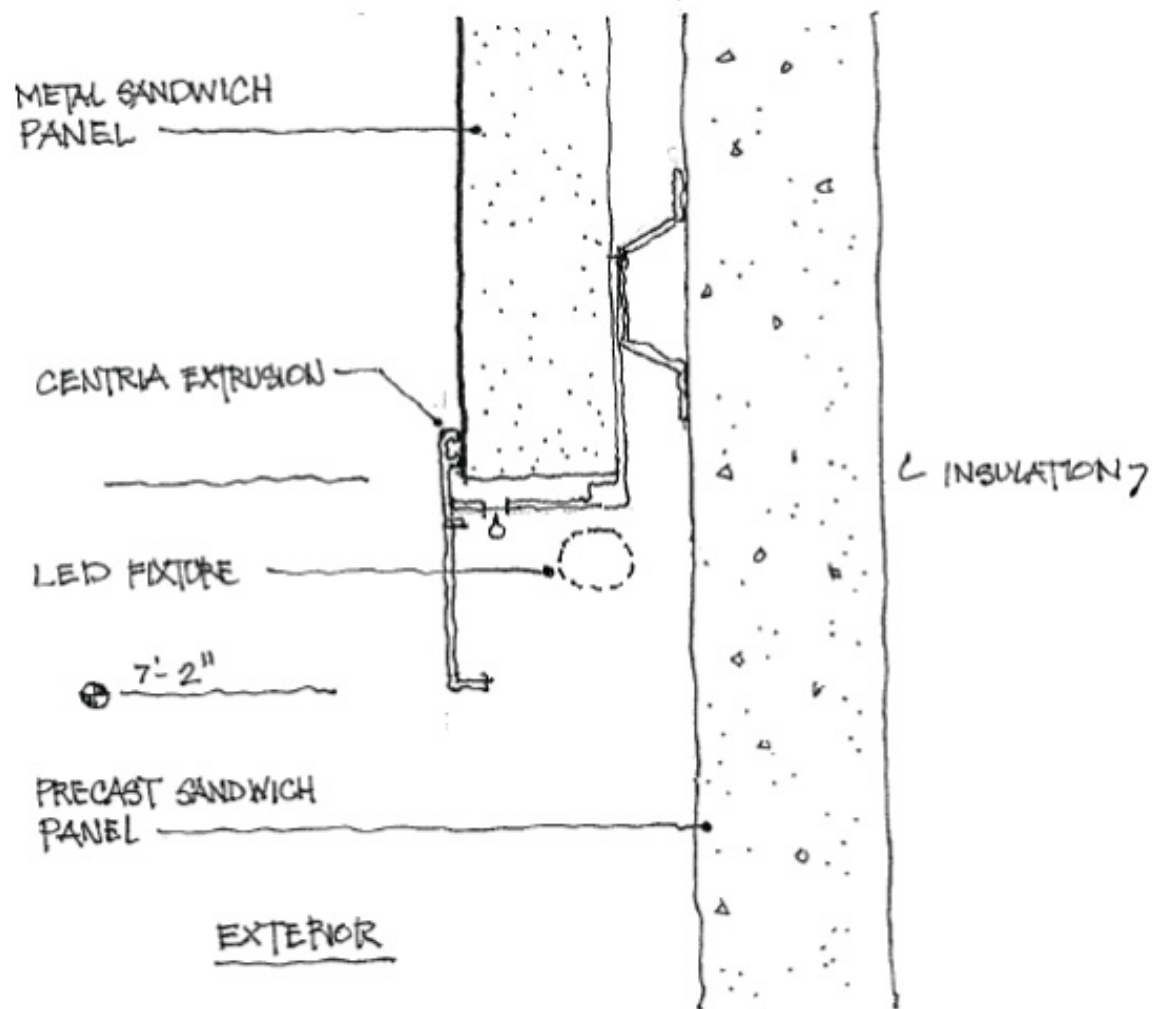 METAL SANDWICH
PANEL
CENTRIA EXTRUSION
INSULATION
LED FIXTURE
7'-2"
PRECAST SANDWICH
PANEL
EXTERIOR